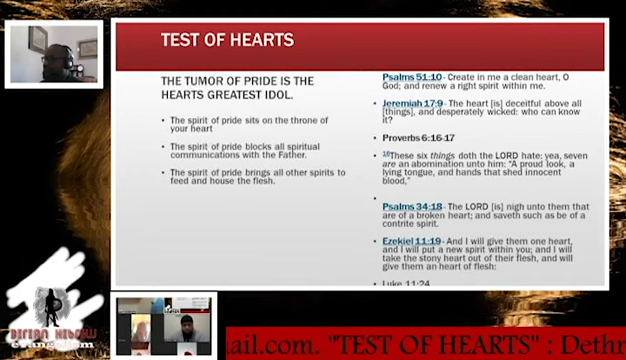 TEST OF HEARTS
THE TUMOR OF PRIDE IS THE
HEARTS GREATEST IDOL.
• The spirit of pride sits on the throne of
your heart
• The spirit of pride blocks all spiritual
communications with the Father.
• The spirit of pride brings all other spirits to
feed and house the flesh.
Psalms 51:10- Create in me a clean heart, O
God; and renew a right spirit within me.
• Jeremiah 17:9- The heart [is] deceitful above all
[things], and desperately wicked: who can know
it?
• Proverbs 6:16-17
• 16These six things doth the LORD hate: yea, seven
are an abomination unto him: "A proud look, a
lying tongue, and hands that shed innocent
blood,"
•
Psalms 34:18- The LORD [is] nigh unto them that
are of a broken heart; and saveth such as be of a
contrite spirit.
• Ezekiel 11:19- And I will give them one heart,
and I will put a new spirit within you; and I will
take the stony heart out of their flesh, and will
give them an heart of flesh:
• Luke 11:24
ail.com. "TEST OF HEARTS" : Dethr